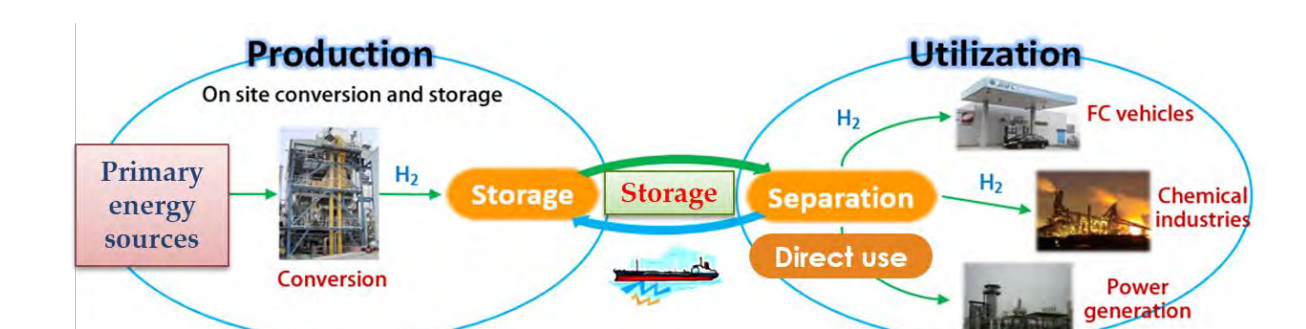 Production
Utilization
On site conversion and storage
Primary
energy
sources
H2
Conversion
Storage
Storage
Separation
Direct use
H2
FC vehicles
H2
Chemical
industries
Power
generation